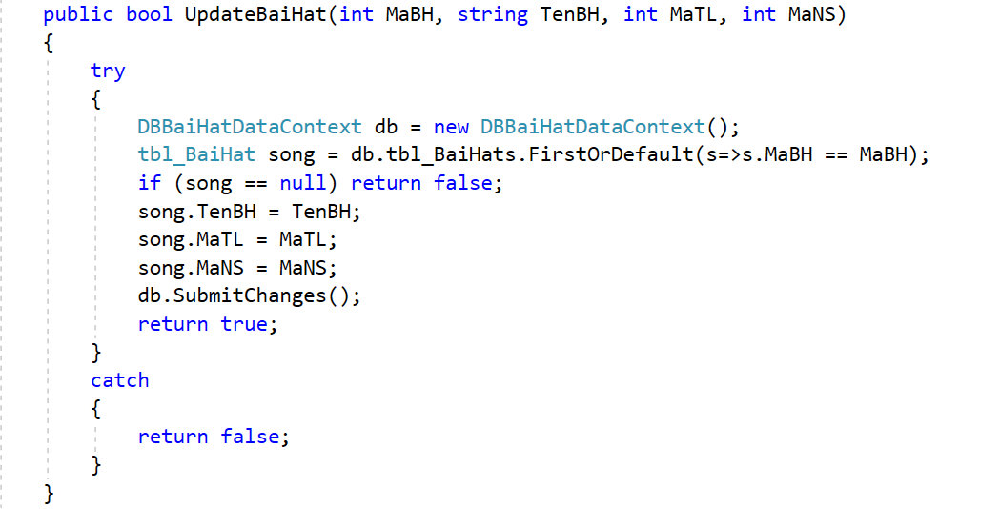 public bool UpdateBaiHat(int MaBH, string TenBH, int MaTL, int MaNS)
{
try
{
DBBaiHatDataContext db = new DBBaiHatDataContext();
tbl_BaiHat song = db.tbl_BaiHats.FirstOrDefault(s=>s.MaBH == MaBH);
if (song == null) return false;
song.TenBH = TenBH;
song.MaTL = MaTL;
song.MaNS = MaNS;
db.SubmitChanges();
return true;
}
catch
{
return false;
}
}